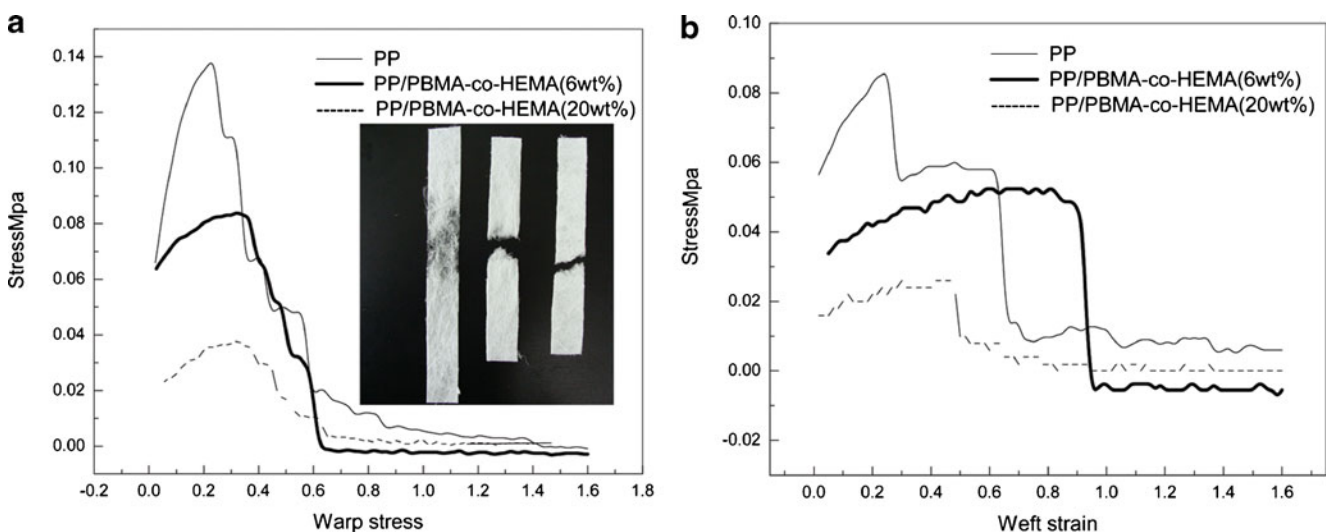 a
PP
PP/PBMA-co-HEMA(6wt%)
PP/PBMA-co-HEMA(20wt%)
StressMpa
0.14
0.12
0.10
0.08
0.06
0.04
0.02
0.00
-0.2 0.0 0.2 0.4 0.6 0.8 1.0 1.2 1.4 1.6 1.8
Warp stress
b
PP
PP/PBMA-co-HEMA(6wt%)
PP/PBMA-co-HEMA(20wt%)
StressMpa
0.10
0.08
0.06
0.04
0.02
0.00
-0.02
0.0 0.2 0.4 0.6 0.8 1.0 1.2 1.4 1.6
Weft strain